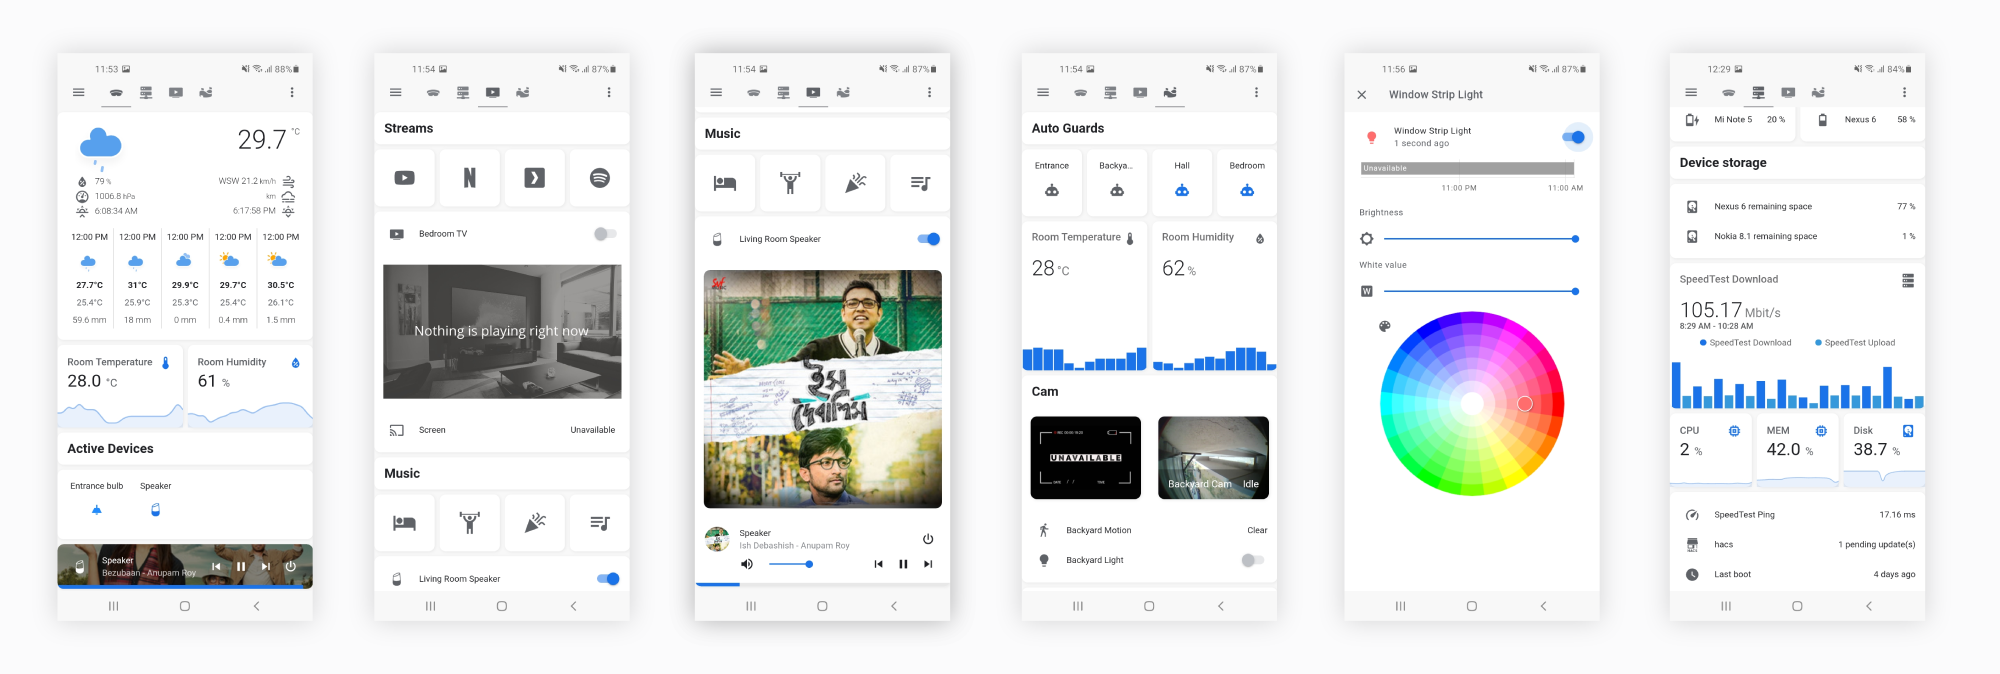 11:53
88%
29.7 °C
79 %
WSW 21.2 km/h
1006.8 hPa
km
6:08:34 AM
6:17:58 PM
12:00 PM 12:00 PM 12:00 PM 12:00 PM 12:00 PM
27.7°C 31°C 29.9°C 29.7°C 30.5°C
25.4°C 25.9°C 25.3°C 25.4°C 26.1°C
59.6 mm 18 mm 0 mm 0.4 mm 1.5 mm
Room Temperature
28.0 °C
Room Humidity
61 %
Active Devices
Entrance bulb Speaker
Speaker
Bezubaan - Anupam Roy
11:54
87%
Streams
N
Bedroom TV
Nothing is playing right now
Screen Unavailable
Music
Living Room Speaker
11:54
87%
Music
Living Room Speaker
SVF
ইস
দেবাশিস
Speaker
Ish Debashish - Anupam Roy
11:54
87%
Auto Guards
Entrance Backya... Hall Bedroom
Room Temperature
28 °C
Room Humidity
62 %
Cam
UNAVAILABLE
Backyard Cam Idle
Backyard Motion Clear
Backyard Light
11:56
87%
Window Strip Light
Window Strip Light
1 second ago
Unavailable
11:00 PM 11:00 AM
Brightness
White value
W
12:29
84%
Mi Note 5 20 %
Nexus 6 58 %
Device storage
Nexus 6 remaining space 77 %
Nokia 8.1 remaining space 1 %
SpeedTest Download
105.17 Mbit/s
8:29 AM - 10:28 AM
SpeedTest Download SpeedTest Upload
CPU
2 %
MEM
42.0 %
Disk
38.7 %
SpeedTest Ping 17.16 ms
HACS
hacs 1 pending update(s)
Last boot 4 days ago